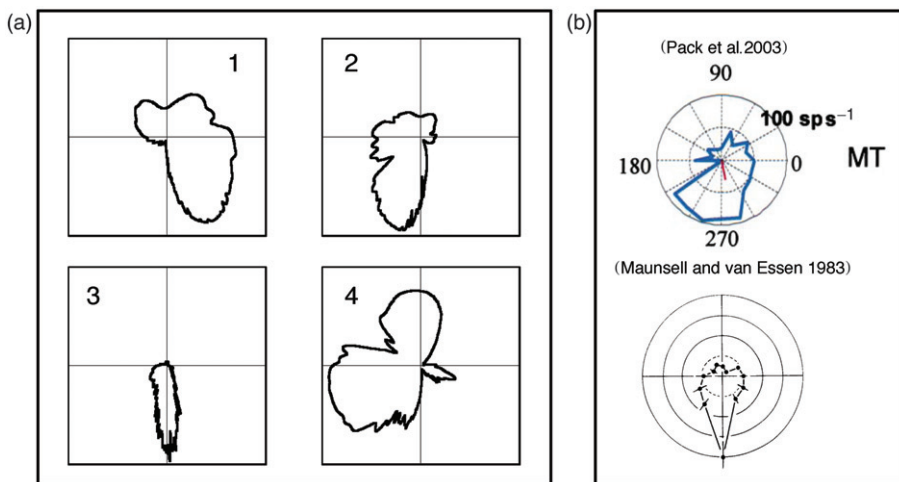 (a)
1
2
3
4
(b)
(Pack et al.2003)
90
100 sps⁻¹
180
0
MT
270
(Maunsell and van Essen 1983)